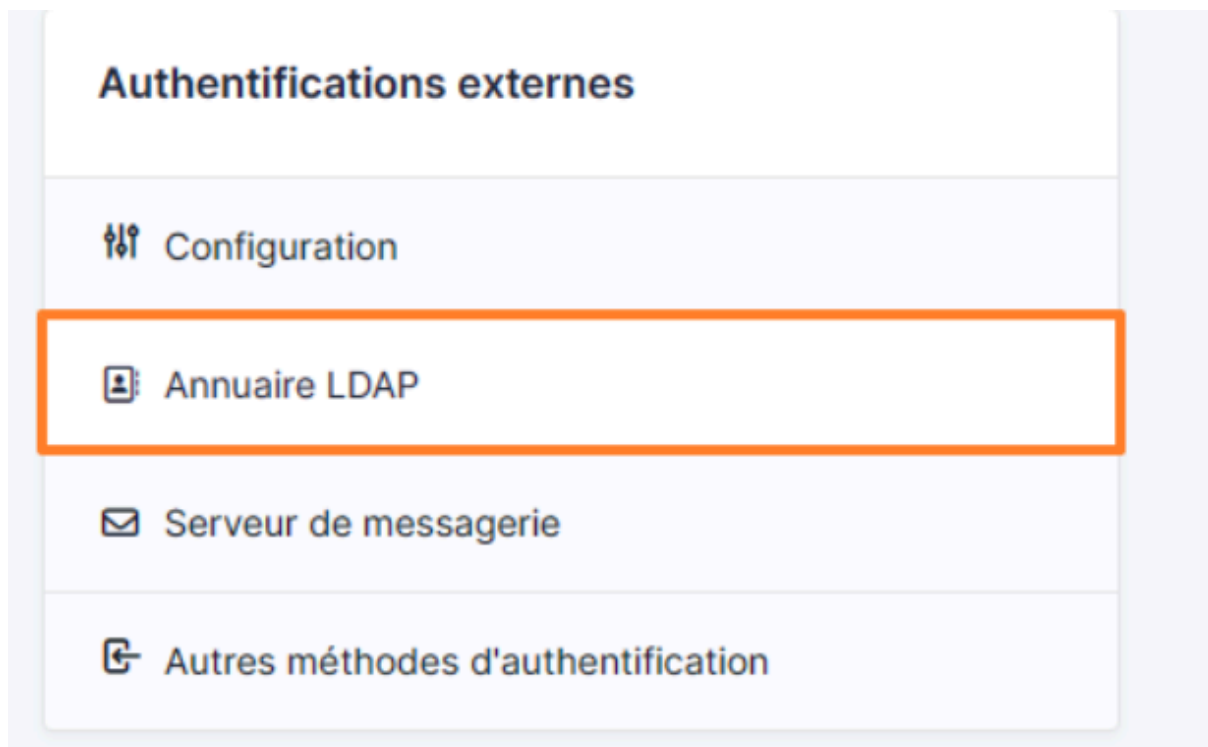 Authentifications externes
Configuration
Annuaire LDAP
Serveur de messagerie
Autres méthodes d'authentification